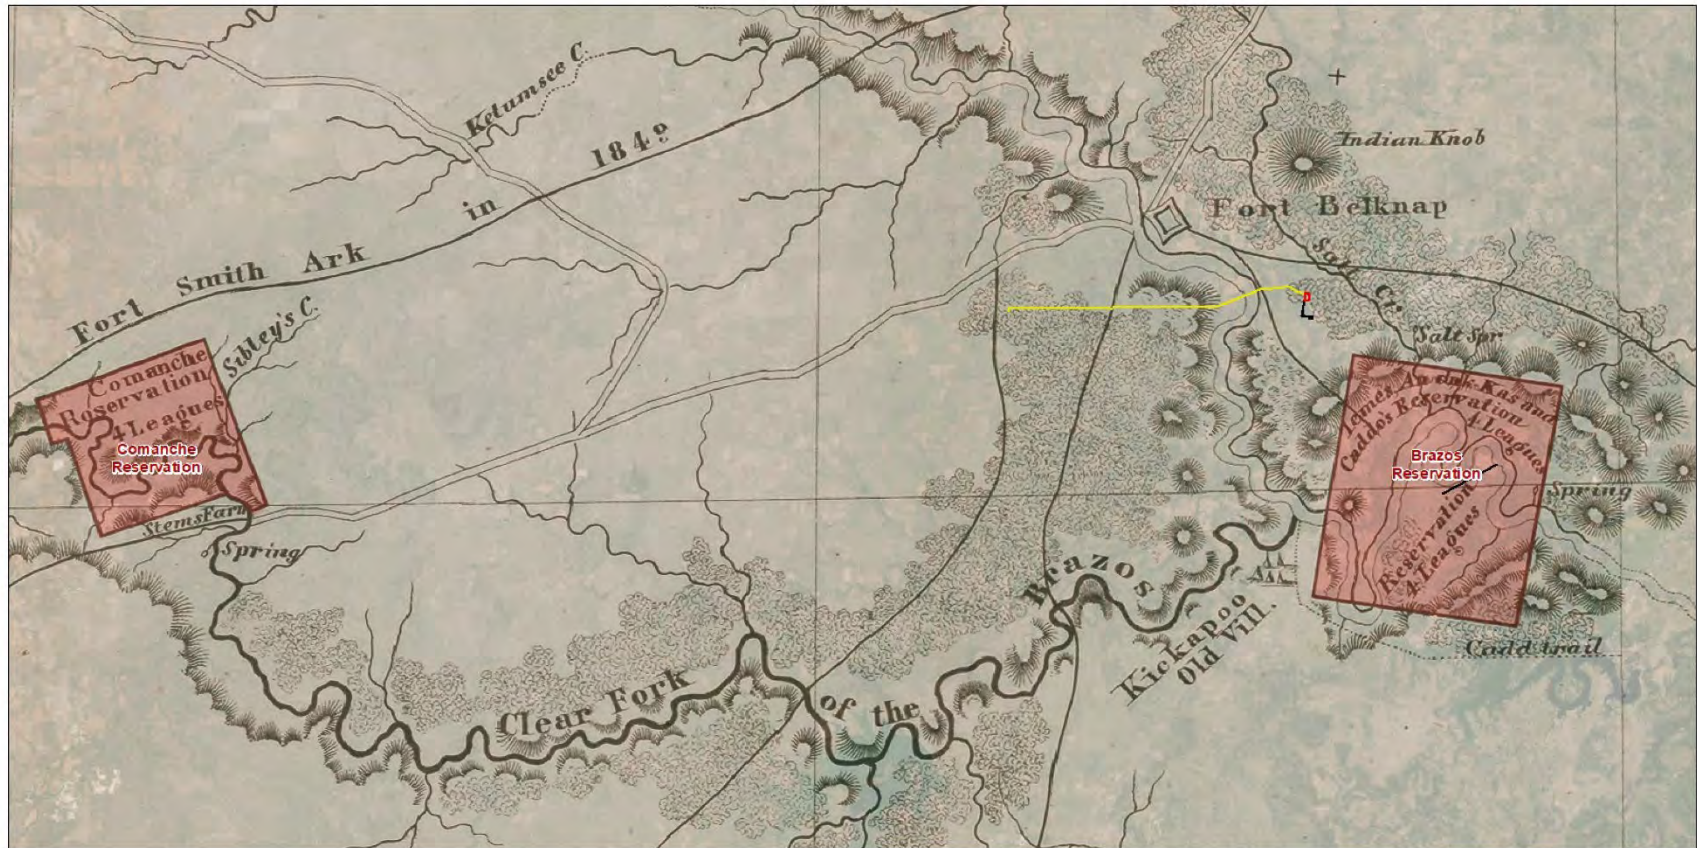 Ketumsee C.
Fort Smith Ark in 1849
Indian Knob
Fort Belknap
Salt Cr.
Salt Spr
Sibley's C.
Comanche
Reservation
4 Leagues
Comanche
Reservation
Stems Farm
Spring
Caddo's Reservation
4 Leagues
Brazos
Reservation
Reservation
4 Leagues
Spring
Clear Fork of the Brazos
Kickapoo
Old Vill.
Cadd trail